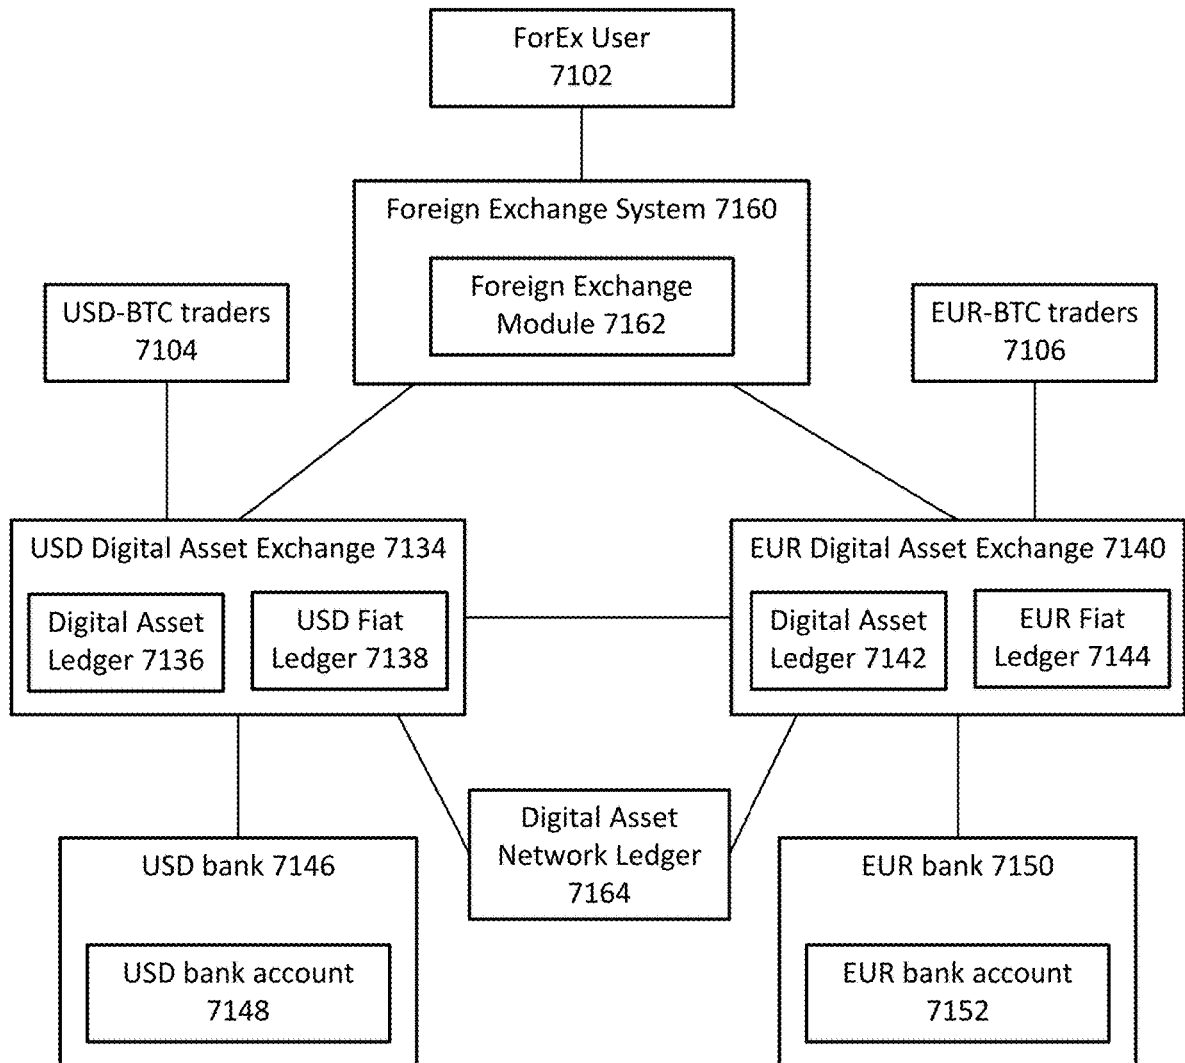 ForEx User
7102
Foreign Exchange System 7160
Foreign Exchange
Module 7162
USD-BTC traders
7104
EUR-BTC traders
7106
USD Digital Asset Exchange 7134
Digital Asset
Ledger 7136
USD Fiat
Ledger 7138
EUR Digital Asset Exchange 7140
Digital Asset
Ledger 7142
EUR Fiat
Ledger 7144
Digital Asset
Network Ledger
7164
USD bank 7146
USD bank account
7148
EUR bank 7150
EUR bank account
7152